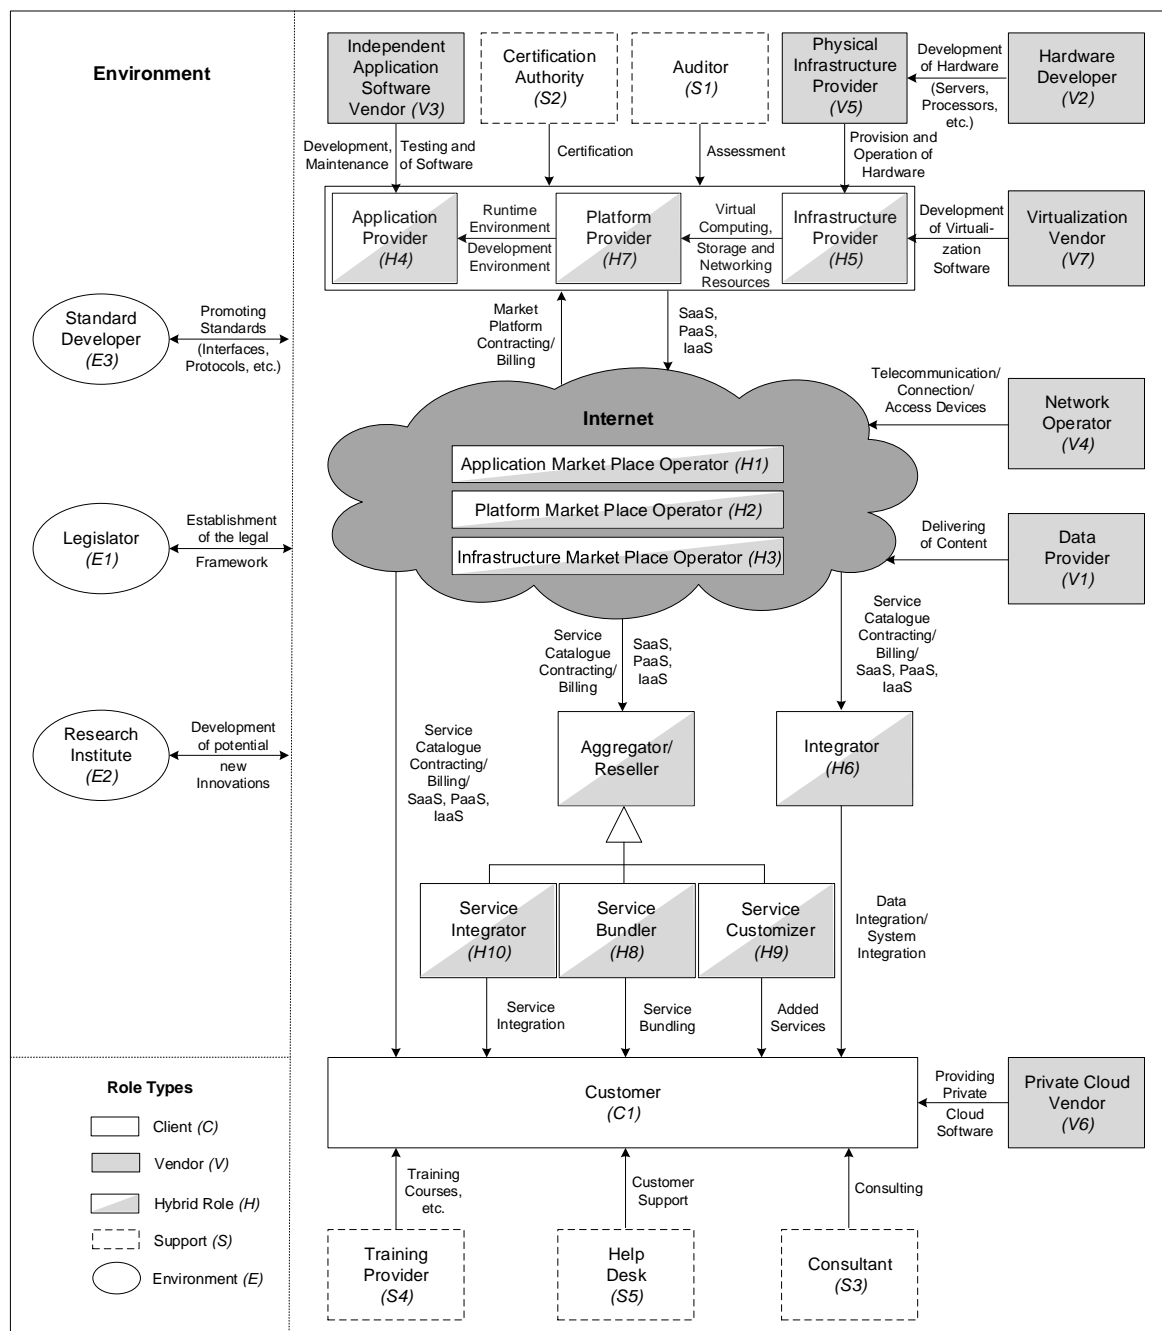 Environment
Independent
Application
Software
Vendor (V3)
Certification
Authority
(S2)
Auditor
(S1)
Physical
Infrastructure
Provider
(V5)
Development
of Hardware
(Servers,
Processors,
etc.)
Hardware
Developer
(V2)
Development,
Maintenance
Testing and
of Software
Certification
Assessment
Provision and
Operation of
Hardware
Application
Provider
(H4)
Runtime
Environment
Development
Environment
Platform
Provider
(H7)
Virtual
Computing,
Storage and
Networking
Resources
Infrastructure
Provider
(H5)
Development
of Virtuali-
zation
Software
Virtualization
Vendor
(V7)
Standard
Developer
(E3)
Promoting
Standards
(Interfaces,
Protocols, etc.)
Market
Platform
Contracting/
Billing
SaaS,
PaaS,
IaaS
Telecommunication/
Connection/
Access Devices
Network
Operator
(V4)
Internet
Application Market Place Operator (H1)
Platform Market Place Operator (H2)
Infrastructure Market Place Operator (H3)
Legislator
(E1)
Establishment
of the legal
Framework
Delivering
of Content
Data
Provider
(V1)
Service
Catalogue
Contracting/
Billing
SaaS,
PaaS,
IaaS
Service
Catalogue
Contracting/
Billing/
SaaS, PaaS,
IaaS
Research
Institute
(E2)
Development
of potential
new
Innovations
Service
Catalogue
Contracting/
Billing/
SaaS, PaaS,
IaaS
Aggregator/
Reseller
Integrator
(H6)
Service
Integrator
(H10)
Service
Bundler
(H8)
Service
Customizer
(H9)
Data
Integration/
System
Integration
Service
Integration
Service
Bundling
Added
Services
Customer
(C1)
Providing
Private
Cloud
Software
Private Cloud
Vendor
(V6)
Role Types
Client (C)
Vendor (V)
Hybrid Role (H)
Support (S)
Environment (E)
Training
Courses,
etc.
Customer
Support
Consulting
Training
Provider
(S4)
Help
Desk
(S5)
Consultant
(S3)